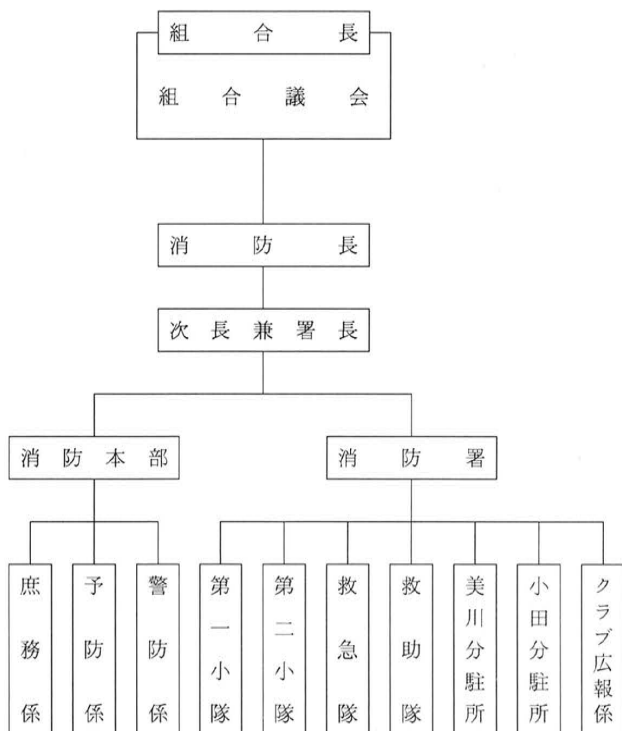 組合長
組合議会
消防長
次長兼署長
消防本部
消防署
庶務係
予防係
警防係
第一小隊
第二小隊
救急隊
救助隊
美川分駐所
小田分駐所
クラブ広報係